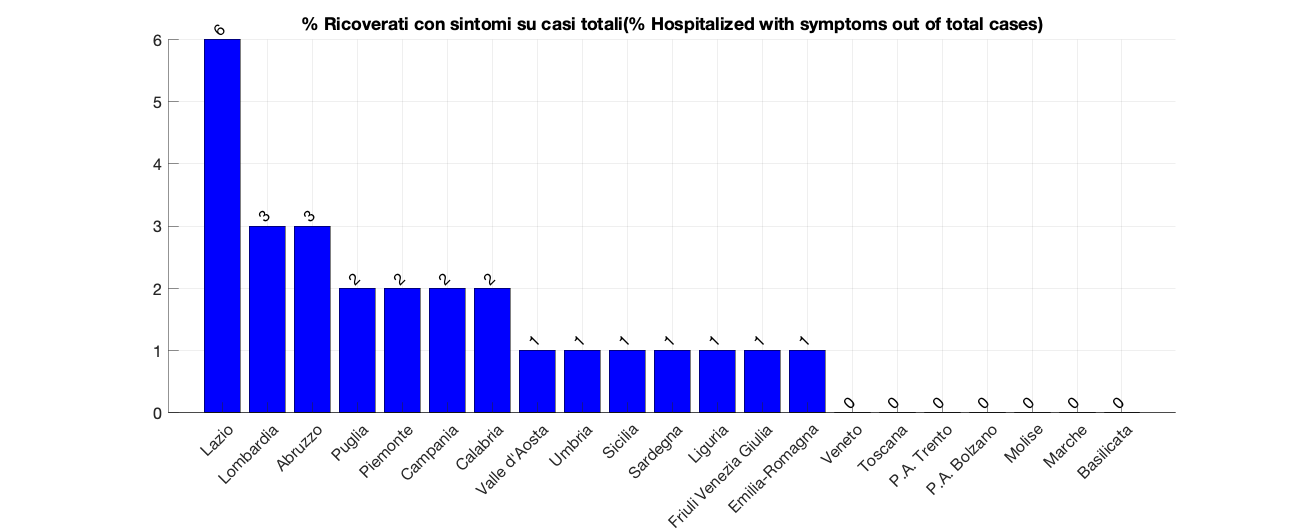 % Ricoverati con sintomi su casi totali(% Hospitalized with symptoms out of total cases)
6
5
4
3
2
1
0
6
3
3
2
2
2
2
1
1
1
1
1
1
1
0
0
0
0
0
0
0
Lazio
Lombardia
Abruzzo
Puglia
Piemonte
Campania
Calabria
Valle d'Aosta
Umbria
Sicilia
Sardegna
Liguria
Friuli Venezia Giulia
Emilia-Romagna
Veneto
Toscana
P.A. Trento
P.A. Bolzano
Molise
Marche
Basilicata